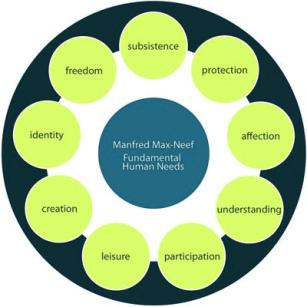 subsistence
protection
affection
understanding
participation
leisure
creation
identity
freedom
Manfred Max-Neef
Fundamental
Human Needs